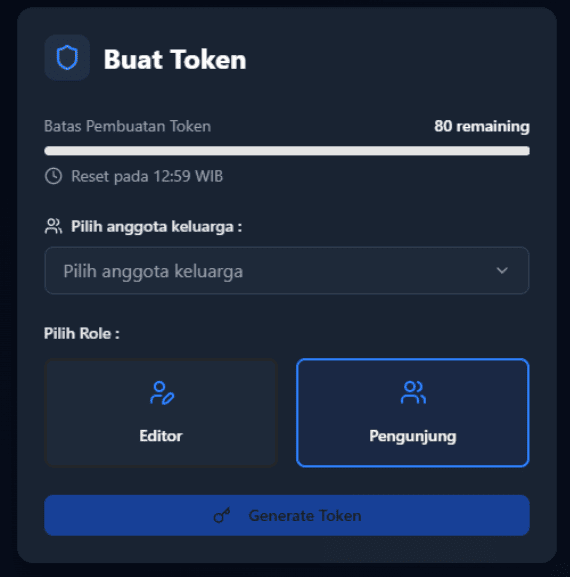 Buat Token
Batas Pembuatan Token 80 remaining
Reset pada 12:59 WIB
Pilih anggota keluarga :
Pilih anggota keluarga
Pilih Role :
Editor Pengunjung
Generate Token